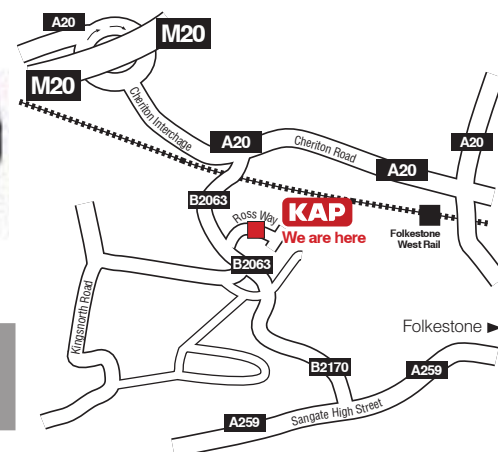 A20
M20
M20
Cheriton Interchage
A20
Cheriton Road
A20
A20
B2063
Ross Way
KAP
We are here
Folkestone
West Rail
B2063
Kingsnorth Road
Folkestone ►
B2170
A259
Sangate High Street
A259